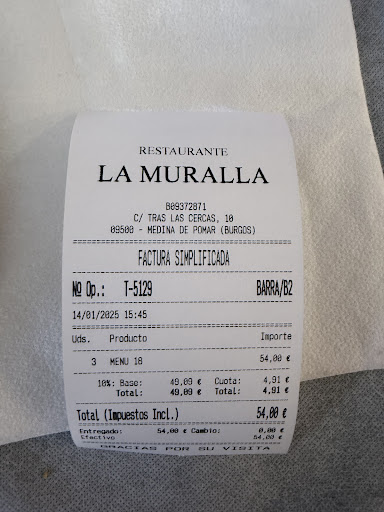 RESTAURANTE
LA MURALLA
B09372871
C/ TRAS LAS CERCAS, 10
09500 - MEDINA DE POMAR (BURGOS)
FACTURA SIMPLIFICADA
Nº Op.: T-5129 BARRA/B2
14/01/2025 15:45
Uds. Producto Importe
3 MENU 18 54,00 €
10%: Base: 49,09 € Cuota: 4,91 €
Total: 49,09 € Total: 4,91 €
Total (Impuestos Incl.) 54,00 €
Entregado: 54,00 € Cambio: 0,00 €
Efectivo 54,00 €
GRACIAS POR SU VISITA